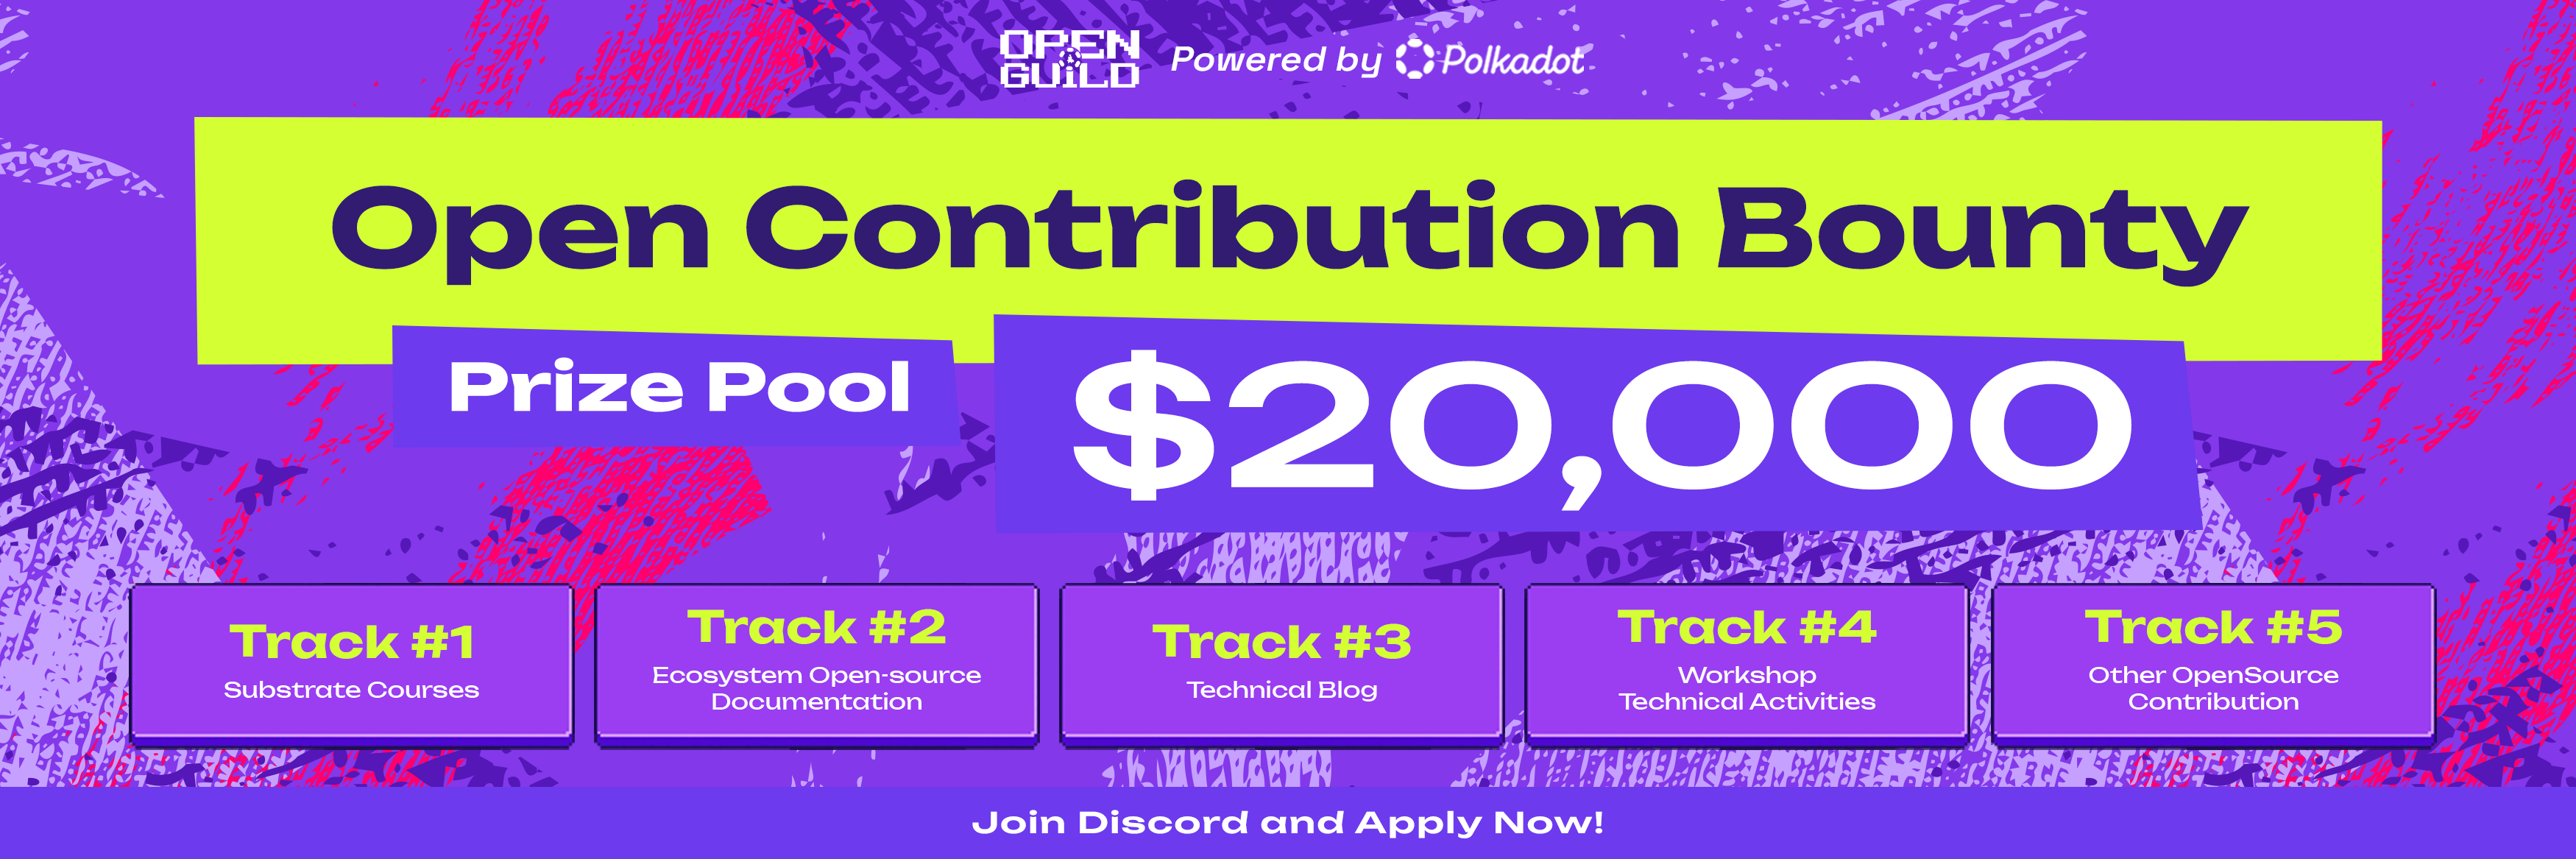 OPEN
GUILD
Powered by Polkadot
Open Contribution Bounty
Prize Pool
$20,000
Track #1
Substrate Courses
Track #2
Ecosystem Open-source
Documentation
Track #3
Technical Blog
Track #4
Workshop
Technical Activities
Track #5
Other OpenSource
Contribution
Join Discord and Apply Now!